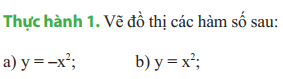 Thực hành 1. Vẽ đồ thị các hàm số sau:
a) y = –x²; b) y = x²;